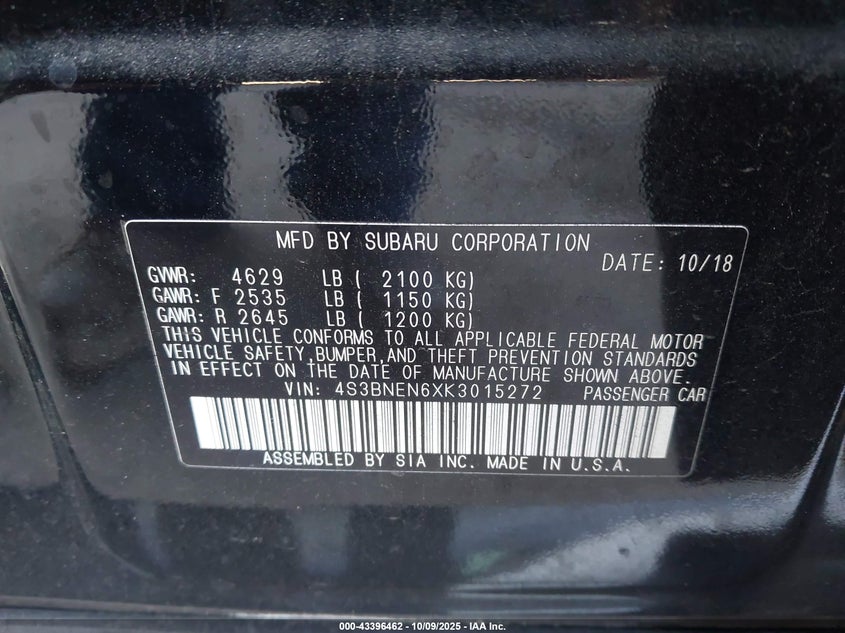 MFD BY SUBARU CORPORATION
DATE: 10/18
GVWR: 4629 LB ( 2100 KG)
GAWR: F 2535 LB ( 1150 KG)
GAWR: R 2645 LB ( 1200 KG)
THIS VEHICLE CONFORMS TO ALL APPLICABLE FEDERAL MOTOR
VEHICLE SAFETY,BUMPER,AND THEFT PREVENTION STANDARDS
IN EFFECT ON THE DATE OF MANUFACTURE SHOWN ABOVE.
VIN: 4S3BNEN6XK3015272 PASSENGER CAR
ASSEMBLED BY SIA INC. MADE IN U.S.A.
000-43396462 - 10/09/2025 - IAA Inc.